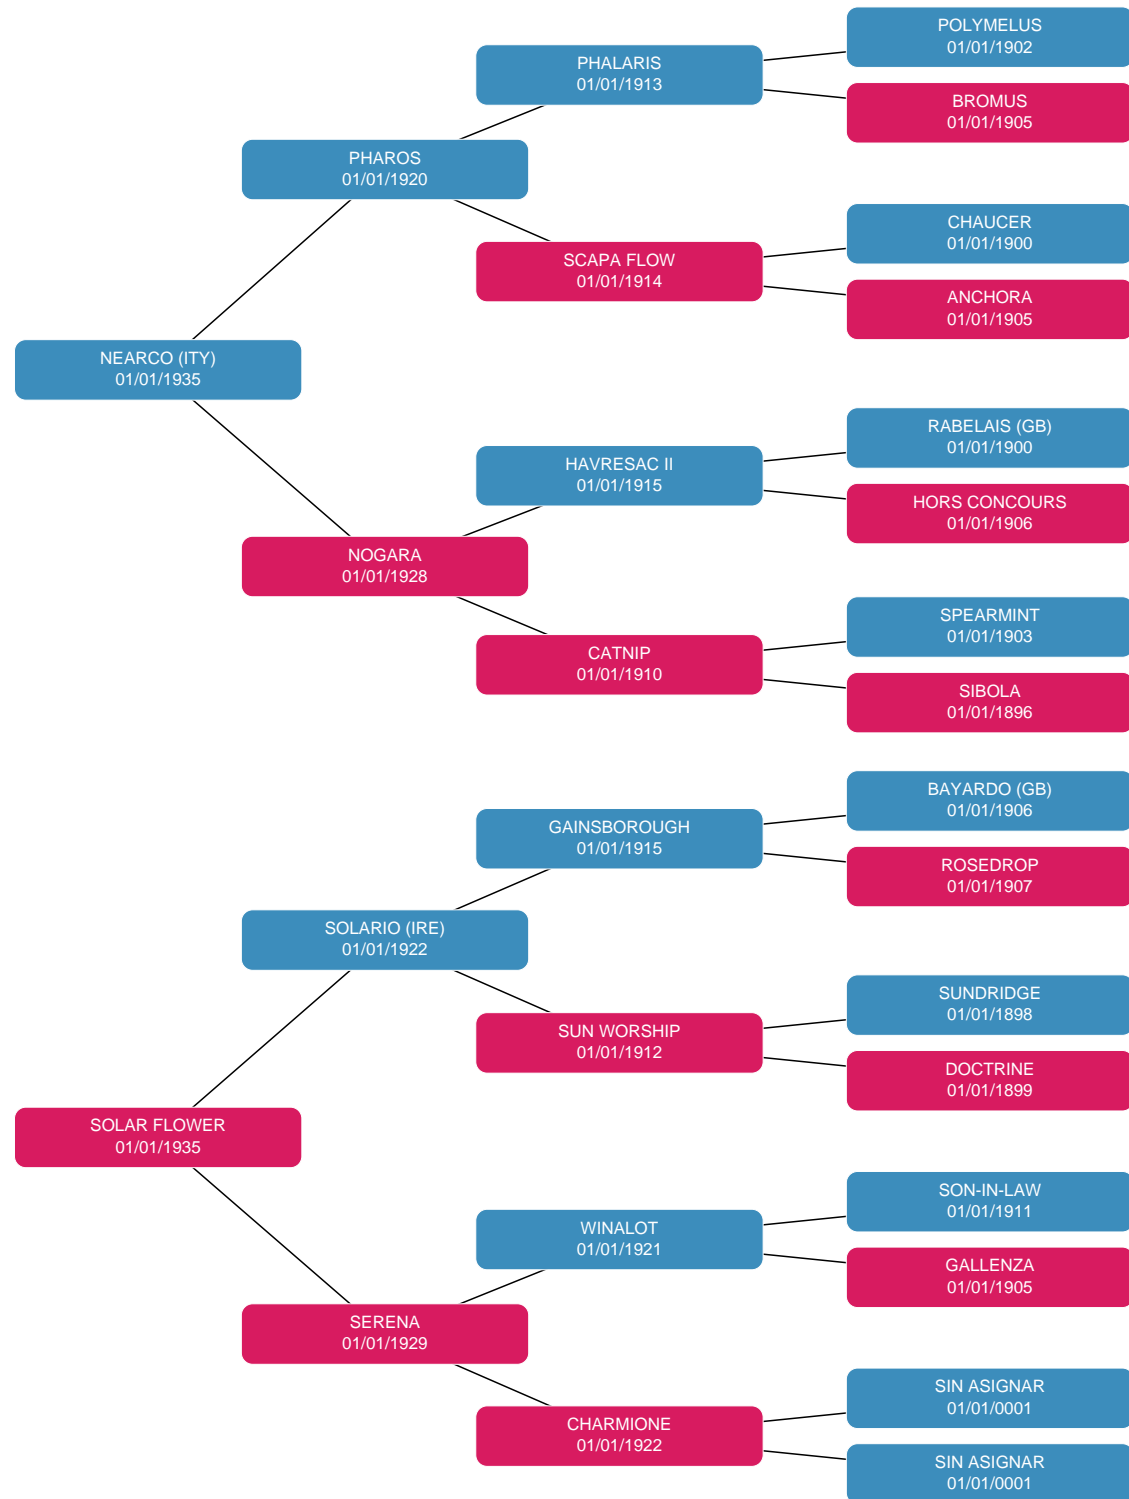 POLYMELUS
01/01/1902
PHALARIS
01/01/1913
BROMUS
01/01/1905
PHAROS
01/01/1920
CHAUCER
01/01/1900
SCAPA FLOW
01/01/1914
ANCHORA
01/01/1905
NEARCO (ITY)
01/01/1935
RABELAIS (GB)
01/01/1900
HAVRESAC II
01/01/1915
HORS CONCOURS
01/01/1906
NOGARA
01/01/1928
SPEARMINT
01/01/1903
CATNIP
01/01/1910
SIBOLA
01/01/1896
BAYARDO (GB)
01/01/1906
GAINSBOROUGH
01/01/1915
ROSEDROP
01/01/1907
SOLARIO (IRE)
01/01/1922
SUNDRIDGE
01/01/1898
SUN WORSHIP
01/01/1912
DOCTRINE
01/01/1899
SOLAR FLOWER
01/01/1935
SON-IN-LAW
01/01/1911
WINALOT
01/01/1921
GALLENZA
01/01/1905
SERENA
01/01/1929
SIN ASIGNAR
01/01/0001
CHARMIONE
01/01/1922
SIN ASIGNAR
01/01/0001